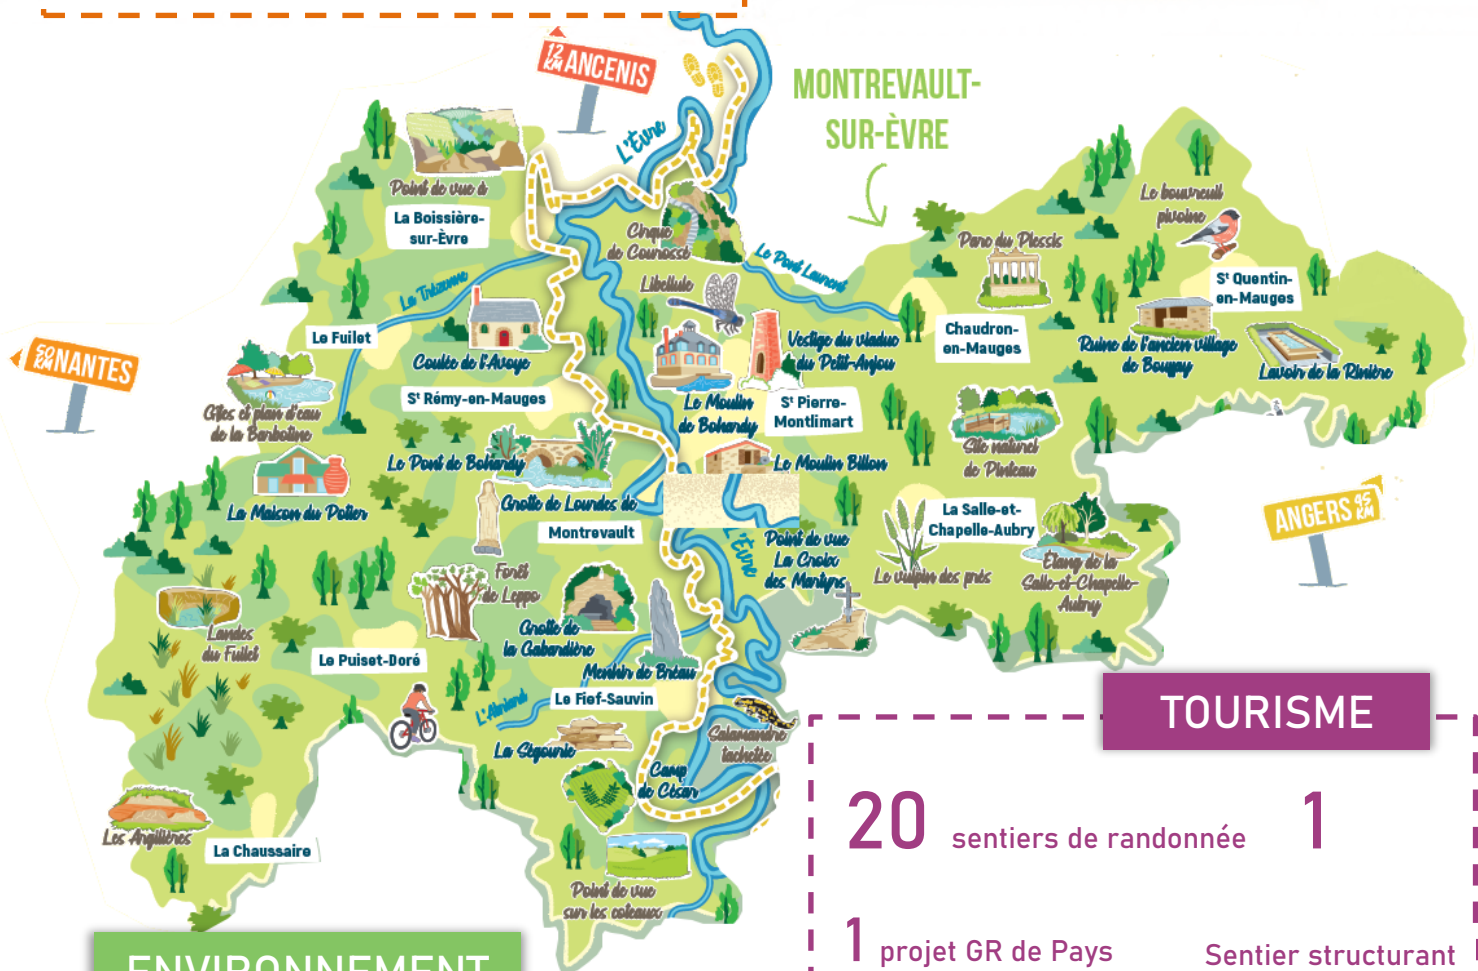 12 KM ANCENIS
MONTREVAULT-
SUR-ÈVRE
L'Èvre
Point de vue à
La Boissière-
sur-Èvre
Cirque
de Courossé
Le bouvreuil
pivoine
Parc du Plessis
Le Pont Laurent
La Trézenne
Libellule
St Quentin-
en-Mauges
Le Fuilet
Coulée de l'Avoye
Vestige du viaduc
du Petit-Anjou
Chaudron-
en-Mauges
Ruine de l'ancien village
de Bouzay
Lavoir de la Rinière
50 KM NANTES
Gîtes et plan d'eau
de la Barbotine
St Rémy-en-Mauges
Le Moulin
de Bohardy
St Pierre-
Montlimart
Le Pont de Bohardy
Le Moulin Billon
Site naturel
de Pinteau
La Maison du Potier
Grotte de Lourdes de
Montrevault
La Salle-et-
Chapelle-Aubry
ANGERS 45 KM
L'Èvre
Point de vue
La Croix
des Martyrs
Le vulpin des prés
Étang de la
Salle-et-Chapelle-
Aubry
Forêt
de Leppo
Landes
du Fuilet
Grotte de
la Gabardière
Menhir de Bréau
Le Puiset-Doré
L'Abriard
Le Fief-Sauvin
La Ségourie
Salamandre
tachetée
Camp
de César
Les Argilières
La Chaussaire
Point de vue
sur les coteaux
TOURISME
20 sentiers de randonnée
1
1 projet GR de Pays
Sentier structurant
ENVIRONNEMENT